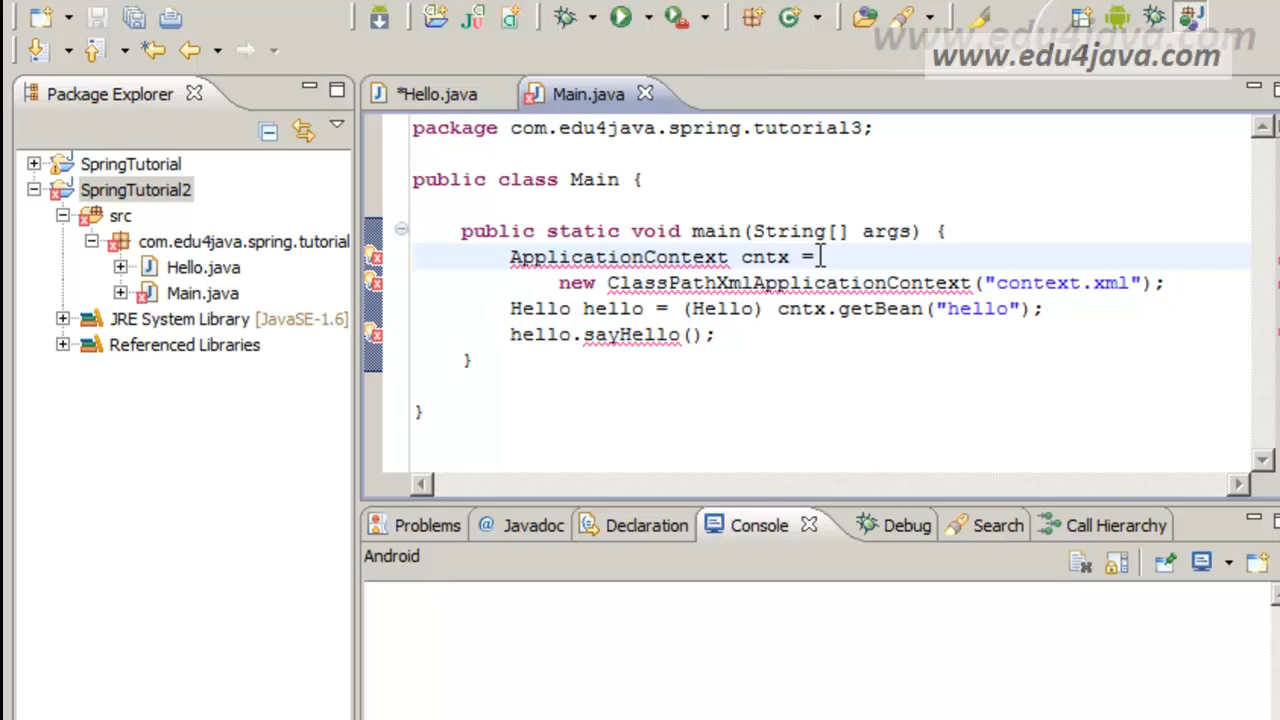 www.edu4java.com
www.edu4java.com
Package Explorer
*Hello.java
Main.java
SpringTutorial
SpringTutorial2
src
com.edu4java.spring.tutorial
Hello.java
Main.java
JRE System Library [JavaSE-1.6]
Referenced Libraries
package com.edu4java.spring.tutorial3;
public class Main {
public static void main(String[] args) {
ApplicationContext cntx =
new ClassPathXmlApplicationContext("context.xml");
Hello hello = (Hello) cntx.getBean("hello");
hello.sayHello();
}
}
Problems
@ Javadoc
Declaration
Console
Debug
Search
Call Hierarchy
Android